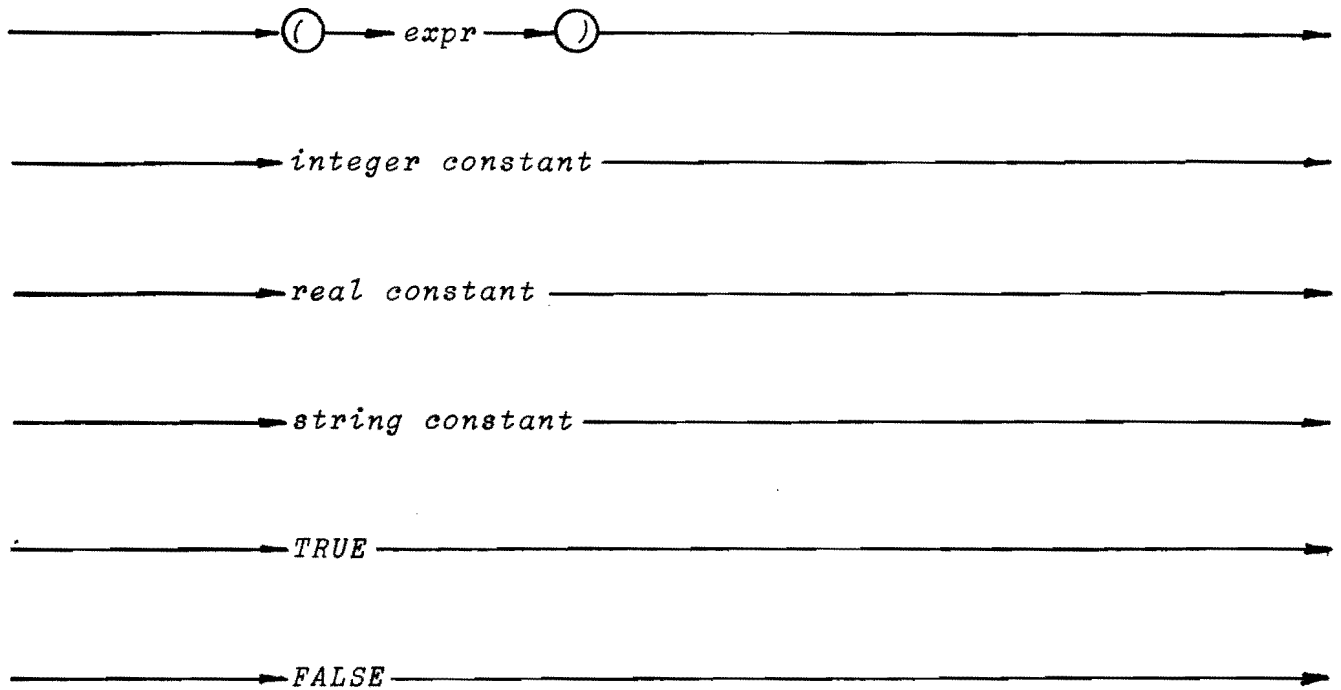 ( expr )
integer constant
real constant
string constant
TRUE
FALSE